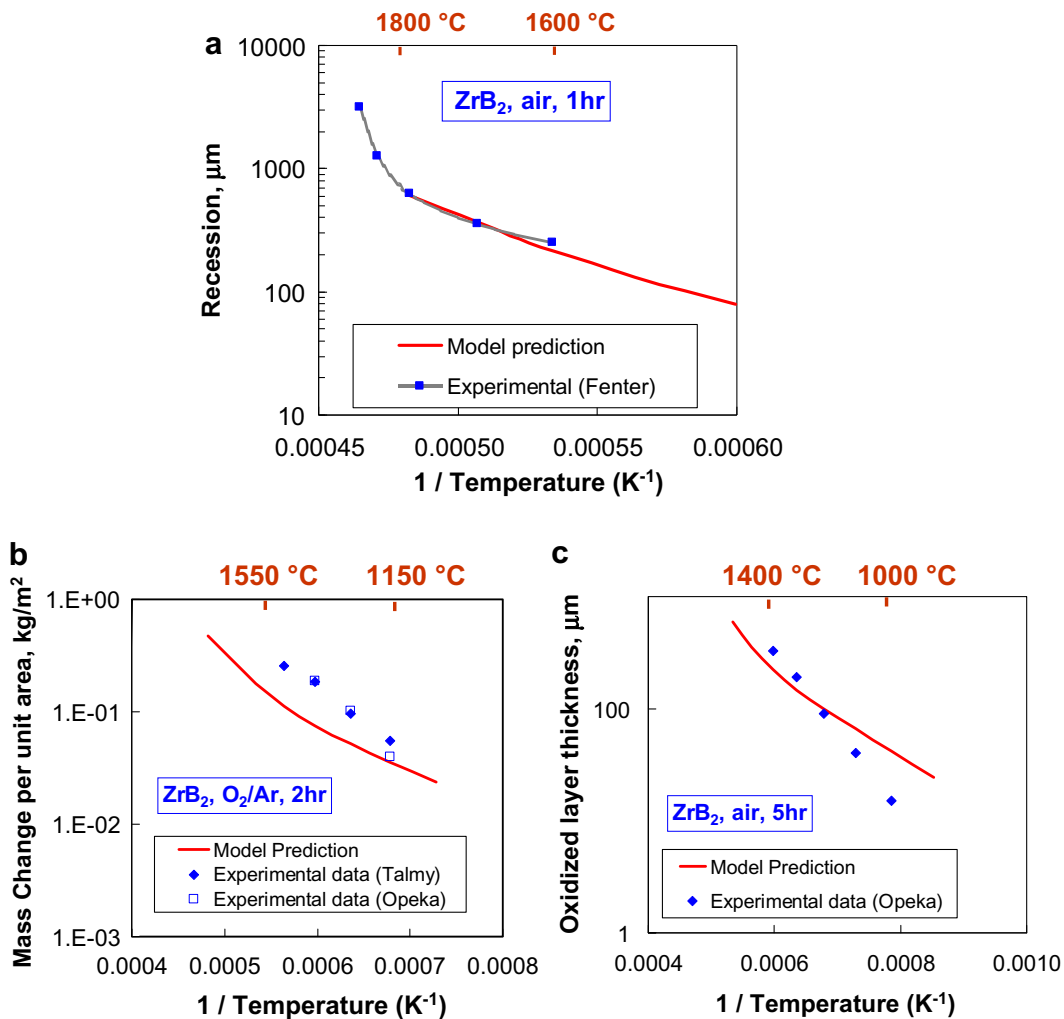 a
1800 °C 1600 °C
10000
1000
100
10
Recession, μm
ZrB₂, air, 1hr
Model prediction
Experimental (Fenter)
0.00045 0.00050 0.00055 0.00060
1 / Temperature (K⁻¹)
b
1550 °C 1150 °C
1.E+00
1.E-01
1.E-02
1.E-03
Mass Change per unit area, kg/m²
ZrB₂, O₂/Ar, 2hr
Model Prediction
Experimental data (Talmy)
Experimental data (Opeka)
0.0004 0.0005 0.0006 0.0007 0.0008
1 / Temperature (K⁻¹)
c
1400 °C 1000 °C
100
1
Oxidized layer thickness, μm
ZrB₂, air, 5hr
Model Prediction
Experimental data (Opeka)
0.0004 0.0006 0.0008 0.0010
1 / Temperature (K⁻¹)